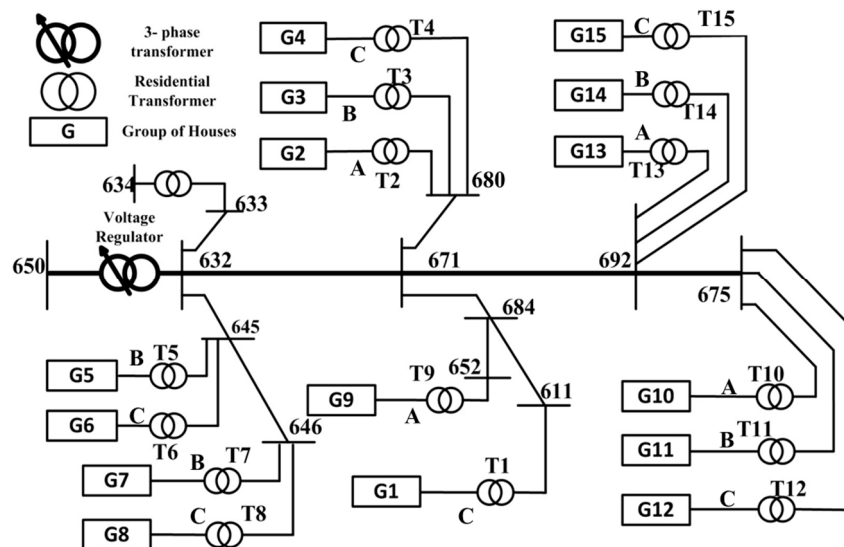 3- phase
transformer
Residential
Transformer
G
Group of Houses
G4
C
T4
G3
B
T3
G2
A
T2
680
G15
C
T15
G14
B
T14
G13
A
T13
634
633
Voltage
Regulator
650
632
671
692
675
645
G5
B
T5
G6
C
T6
646
G7
B
T7
G8
C
T8
684
652
G9
A
T9
611
G1
C
T1
G10
A
T10
G11
B
T11
G12
C
T12